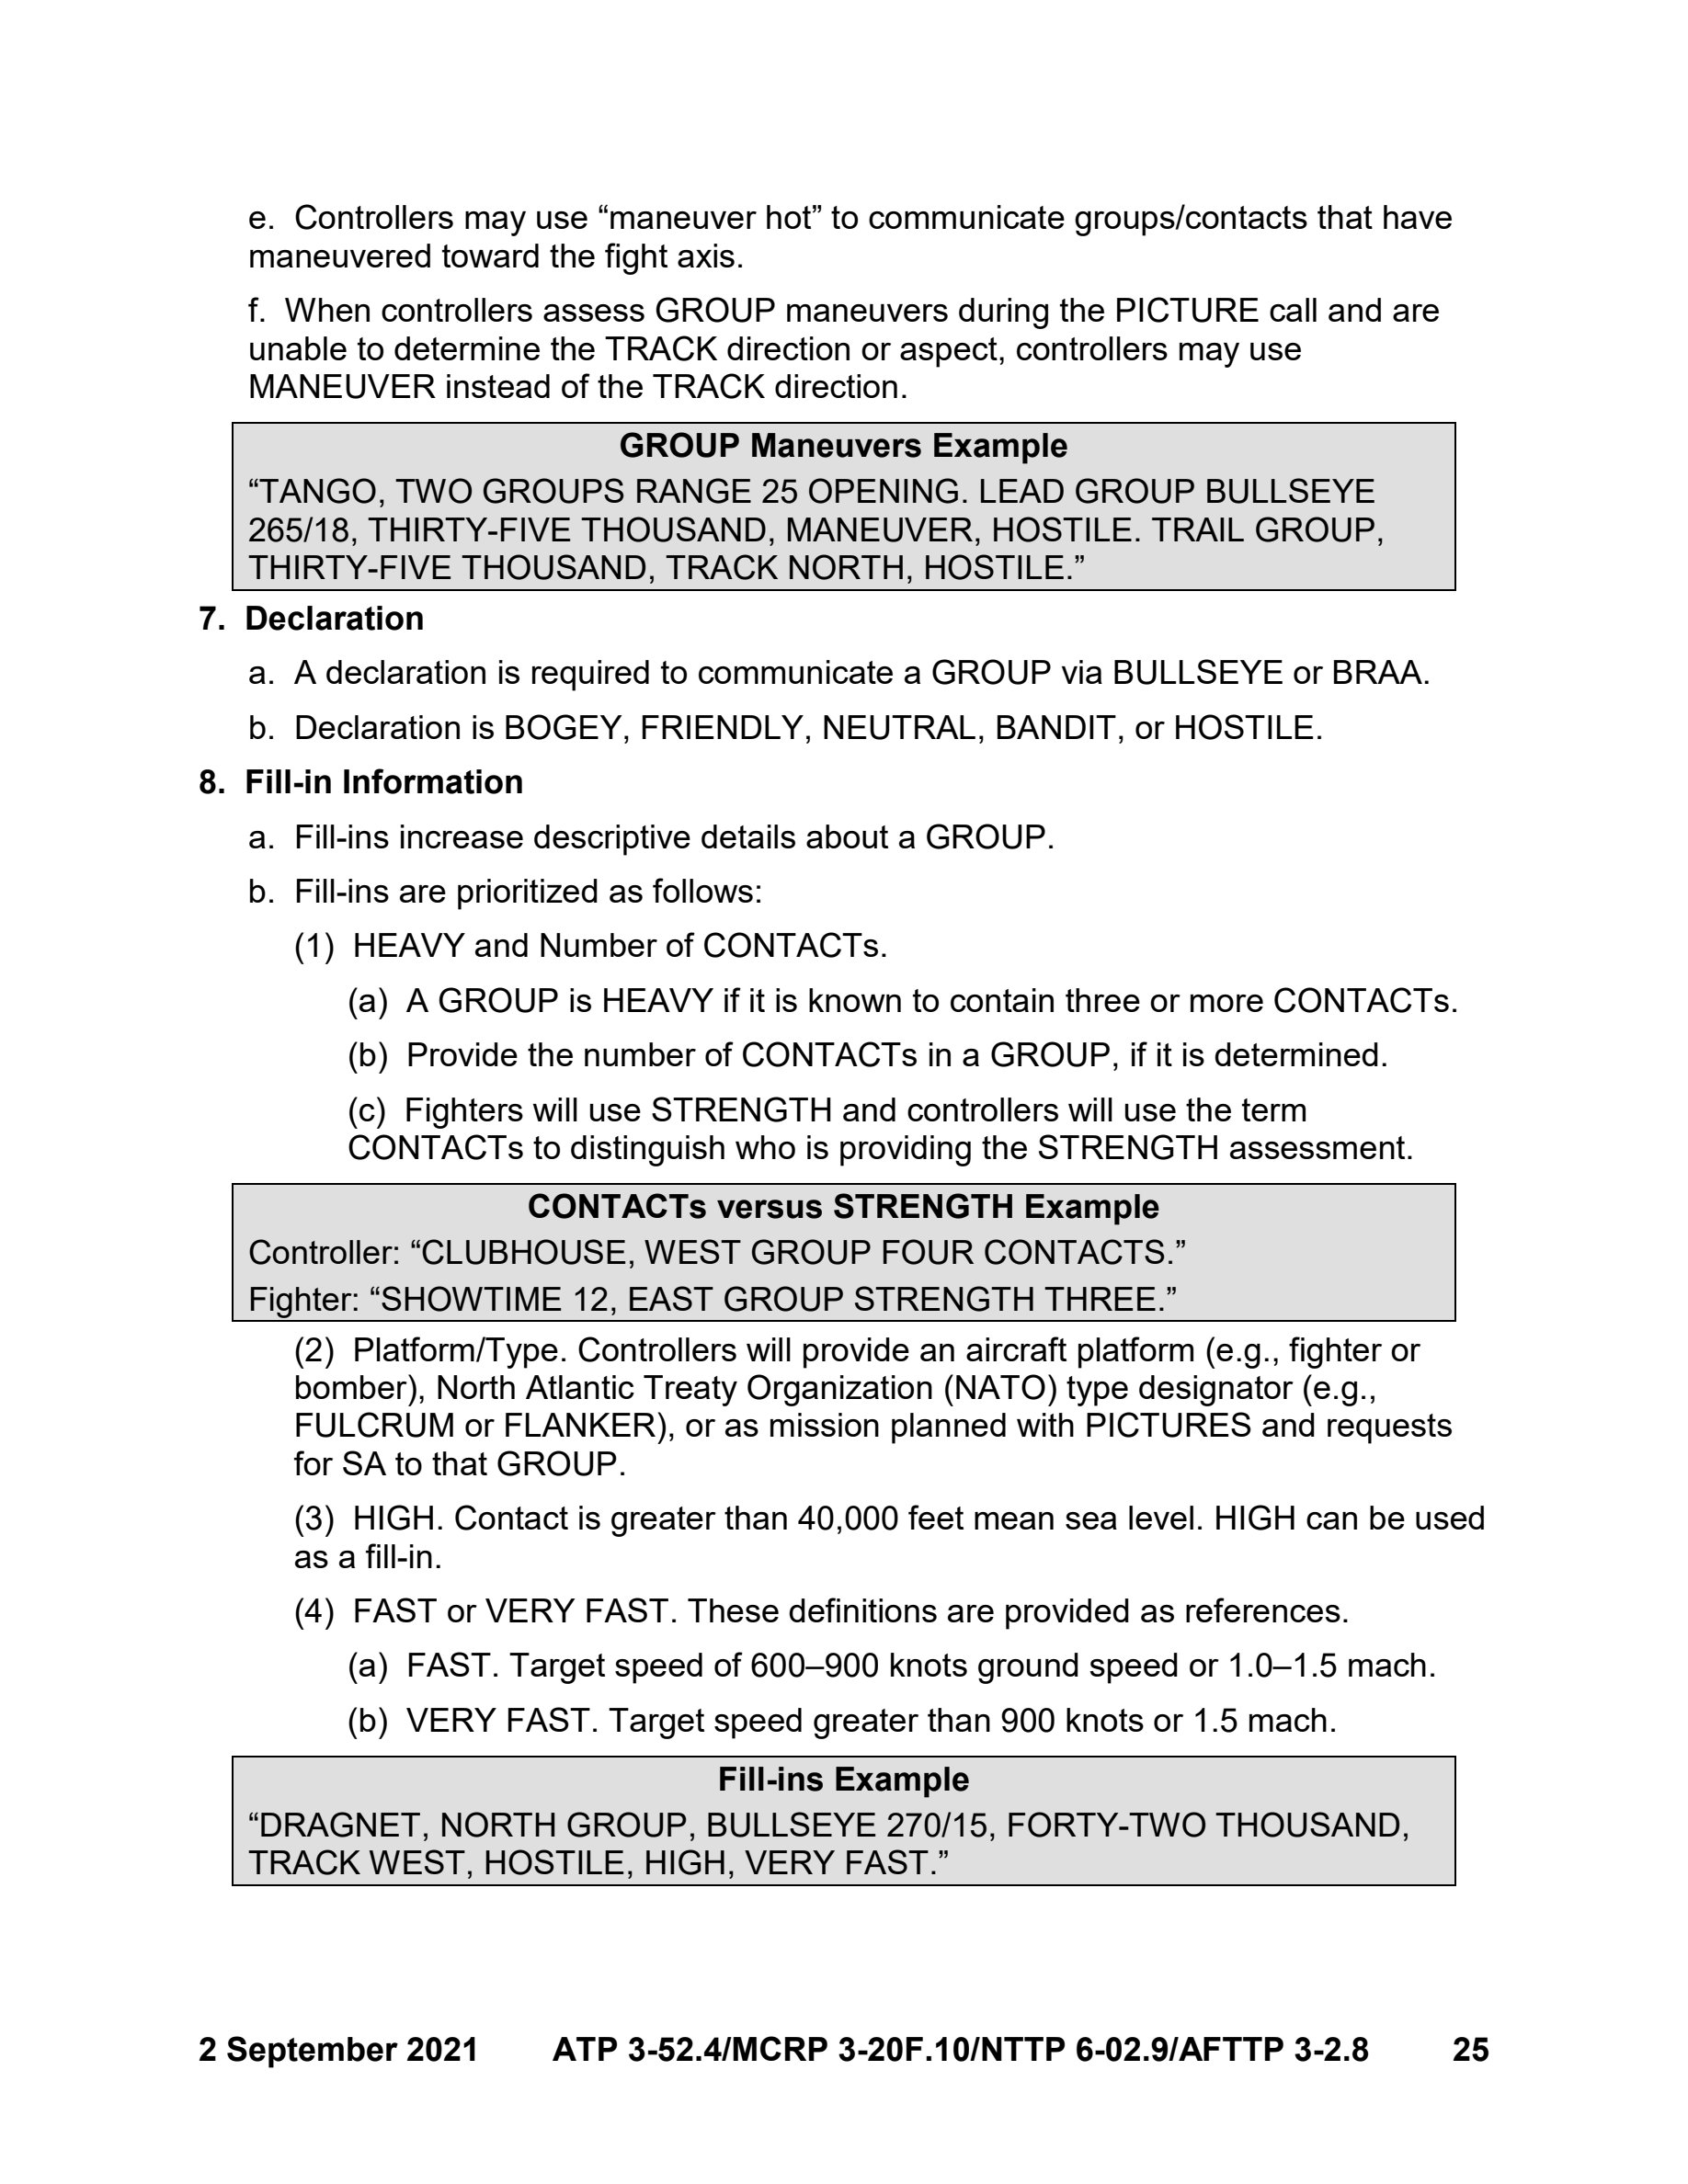 e.  Controllers may use “maneuver hot” to communicate groups/contacts that have
maneuvered toward the fight axis.
f.  When controllers assess GROUP maneuvers during the PICTURE call and are
unable to determine the TRACK direction or aspect, controllers may use
MANEUVER instead of the TRACK direction.
GROUP Maneuvers Example
“TANGO, TWO GROUPS RANGE 25 OPENING. LEAD GROUP BULLSEYE
265/18, THIRTY-FIVE THOUSAND, MANEUVER, HOSTILE. TRAIL GROUP,
THIRTY-FIVE THOUSAND, TRACK NORTH, HOSTILE.”
7.  Declaration
a.  A declaration is required to communicate a GROUP via BULLSEYE or BRAA.
b.  Declaration is BOGEY, FRIENDLY, NEUTRAL, BANDIT, or HOSTILE.
8.  Fill-in Information
a.  Fill-ins increase descriptive details about a GROUP.
b.  Fill-ins are prioritized as follows:
(1)  HEAVY and Number of CONTACTs.
(a)  A GROUP is HEAVY if it is known to contain three or more CONTACTs.
(b)  Provide the number of CONTACTs in a GROUP, if it is determined.
(c)  Fighters will use STRENGTH and controllers will use the term
CONTACTs to distinguish who is providing the STRENGTH assessment.
CONTACTs versus STRENGTH Example
Controller: “CLUBHOUSE, WEST GROUP FOUR CONTACTS.”
Fighter: “SHOWTIME 12, EAST GROUP STRENGTH THREE.”
(2)  Platform/Type. Controllers will provide an aircraft platform (e.g., fighter or
bomber), North Atlantic Treaty Organization (NATO) type designator (e.g.,
FULCRUM or FLANKER), or as mission planned with PICTURES and requests
for SA to that GROUP.
(3)  HIGH. Contact is greater than 40,000 feet mean sea level. HIGH can be used
as a fill-in.
(4)  FAST or VERY FAST. These definitions are provided as references.
(a)  FAST. Target speed of 600–900 knots ground speed or 1.0–1.5 mach.
(b)  VERY FAST. Target speed greater than 900 knots or 1.5 mach.
Fill-ins Example
“DRAGNET, NORTH GROUP, BULLSEYE 270/15, FORTY-TWO THOUSAND,
TRACK WEST, HOSTILE, HIGH, VERY FAST.”
2 September 2021 ATP 3-52.4/MCRP 3-20F.10/NTTP 6-02.9/AFTTP 3-2.8 25